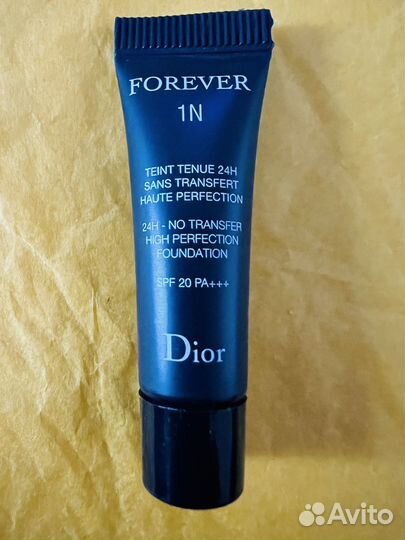 FOREVER
1N
TEINT TENUE 24H
SANS TRANSFERT
HAUTE PERFECTION
24H - NO TRANSFER
HIGH PERFECTION
FOUNDATION
SPF 20 PA+++
Dior
Avito